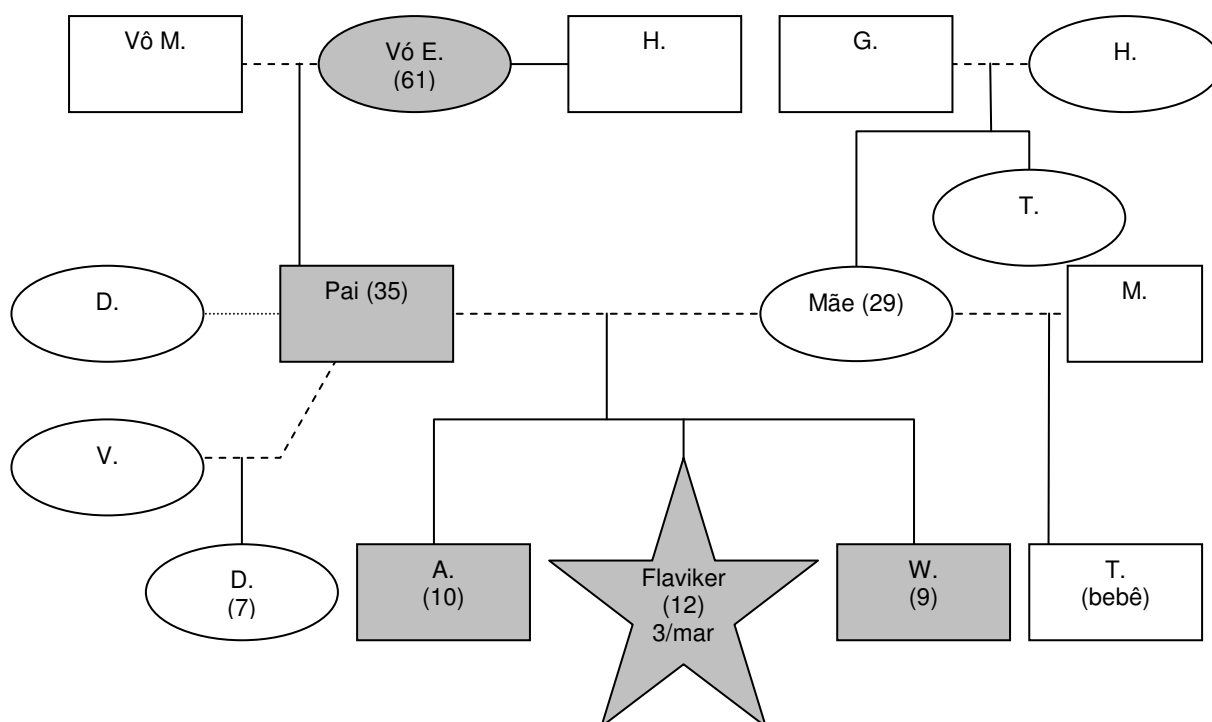 Vô M.
Vó E.
(61)
H.
G.
H.
T.
D.
Pai (35)
Mãe (29)
M.
V.
D.
(7)
A.
(10)
Flaviker
(12)
3/mar
W.
(9)
T.
(bebê)